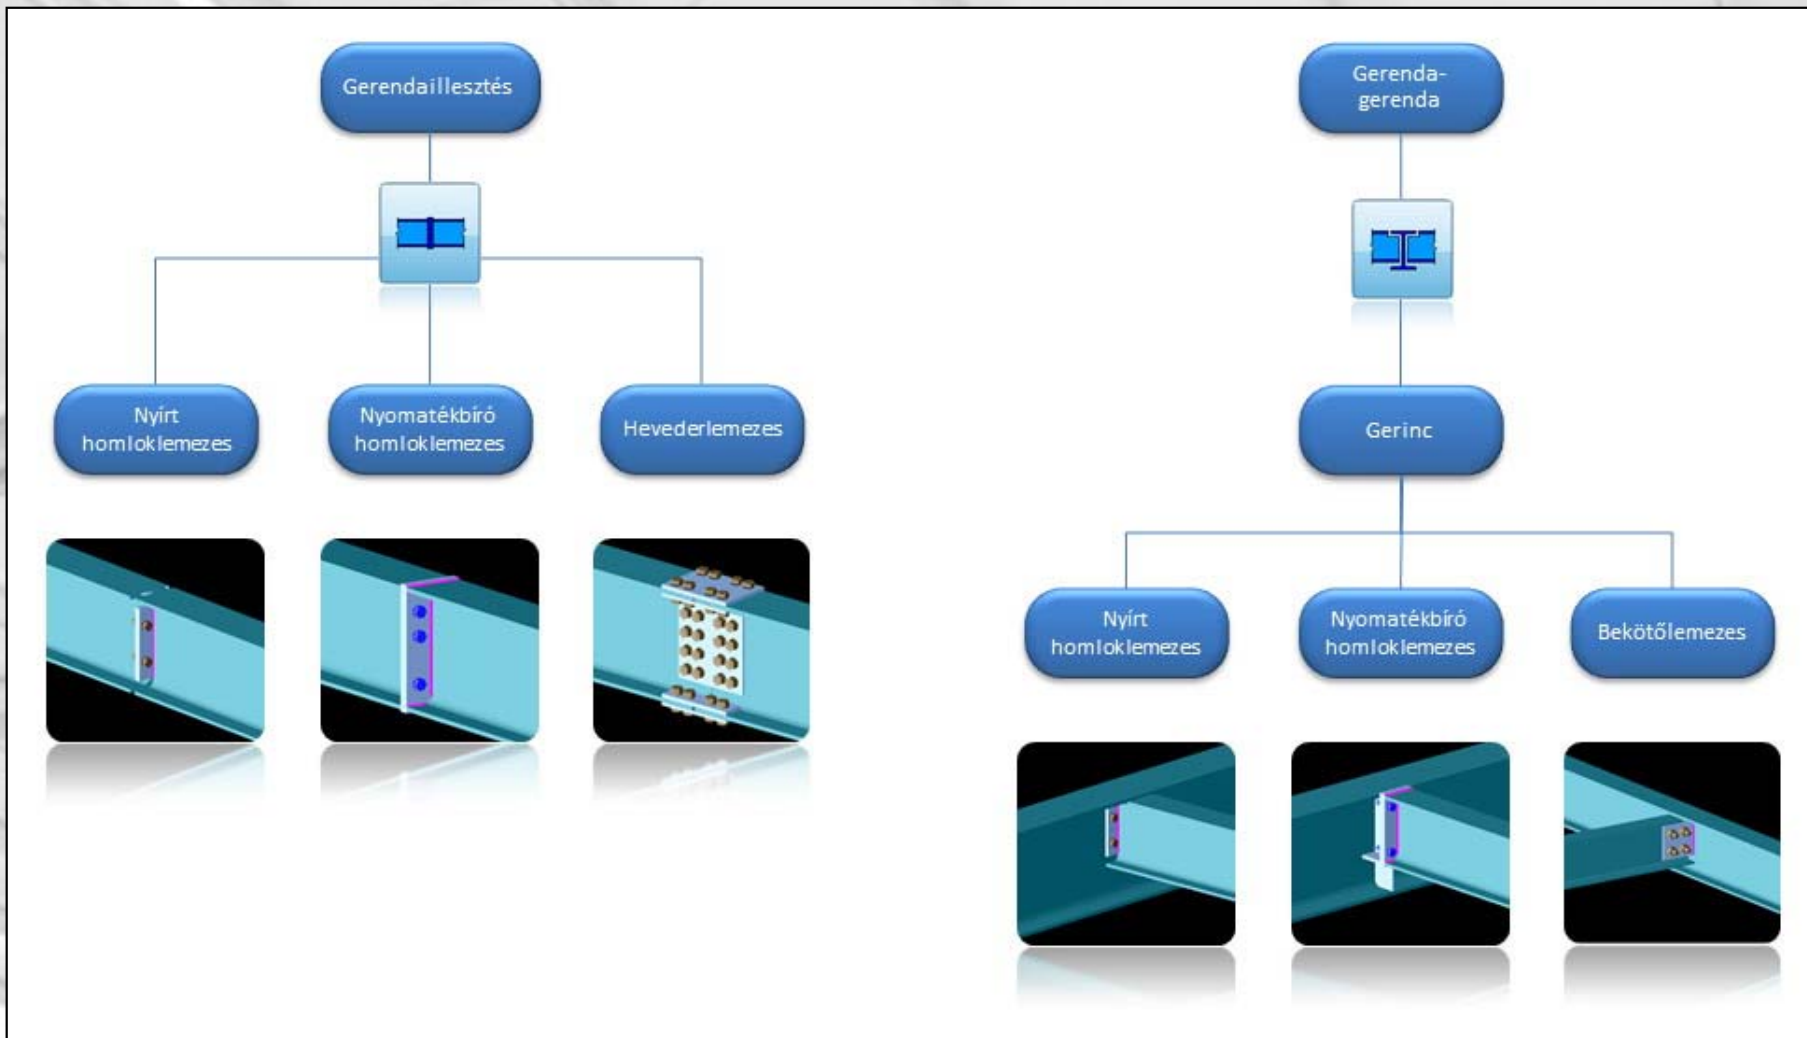 Gerendaillesztés
Nyírt
homloklemezes
Nyomatékbíró
homloklemezes
Hevederlemezes
Gerenda-
gerenda
Gerinc
Nyírt
homloklemezes
Nyomatékbíró
homloklemezes
Bekötőlemezes